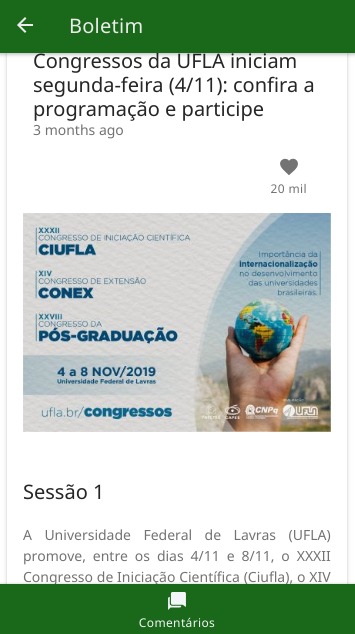 Boletim
Congressos da UFLA iniciam
segunda-feira (4/11): confira a
programação e participe
3 months ago
20 mil
XXXII
CONGRESSO DE INICIAÇÃO CIENTÍFICA
CIUFLA
XIV
CONGRESSO DE EXTENSÃO
CONEX
XXVIII
CONGRESSO DA
PÓS-GRADUAÇÃO
4 a 8 NOV/2019
Universidade Federal de Lavras
ufla.br/congressos
Importância da
internacionalização
no desenvolvimento
das universidades
brasileiras.
CAPES
CNPq
UFLA
Sessão 1
A Universidade Federal de Lavras (UFLA)
promove, entre os dias 4/11 e 8/11, o XXXII
Congresso de Iniciação Científica (Ciufla), o XIV
Comentários